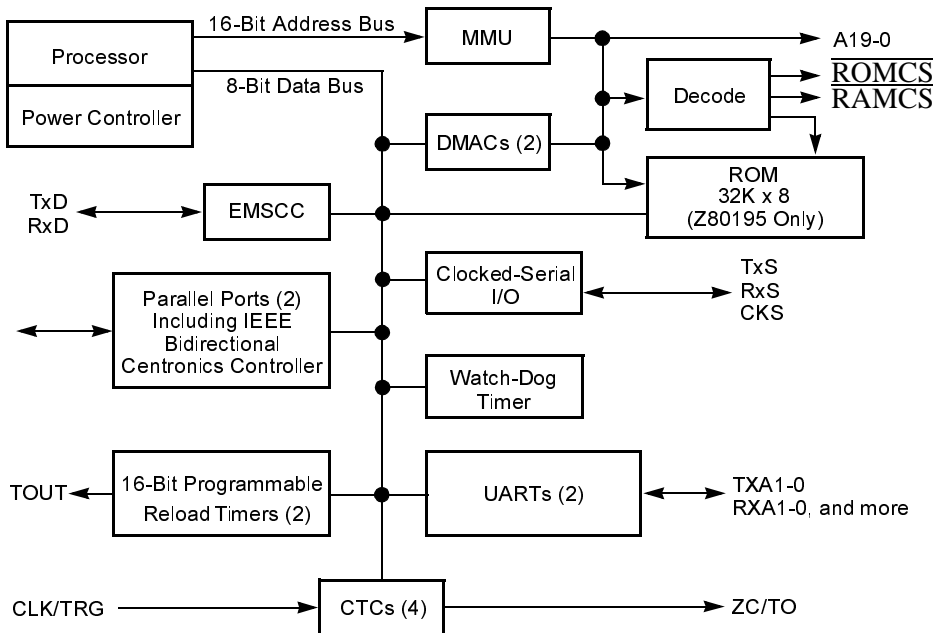 16-Bit Address Bus
MMU
A19-0
Processor
8-Bit Data Bus
Decode
ROMCS
RAMCS
Power Controller
DMACs (2)
ROM
32K x 8
(Z80195 Only)
TxD
RxD
EMSCC
Clocked-Serial
I/O
TxS
RxS
CKS
Parallel Ports (2)
Including IEEE
Bidirectional
Centronics Controller
Watch-Dog
Timer
TOUT
16-Bit Programmable
Reload Timers (2)
UARTs (2)
TXA1-0
RXA1-0, and more
CLK/TRG
CTCs (4)
ZC/TO